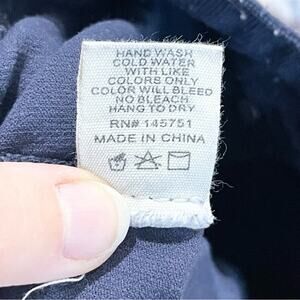 HAND WASH
COLD WATER
WITH LIKE
COLORS ONLY
COLOR WILL BLEED
NO BLEACH
HANG TO DRY
RN# 145751
MADE IN CHINA